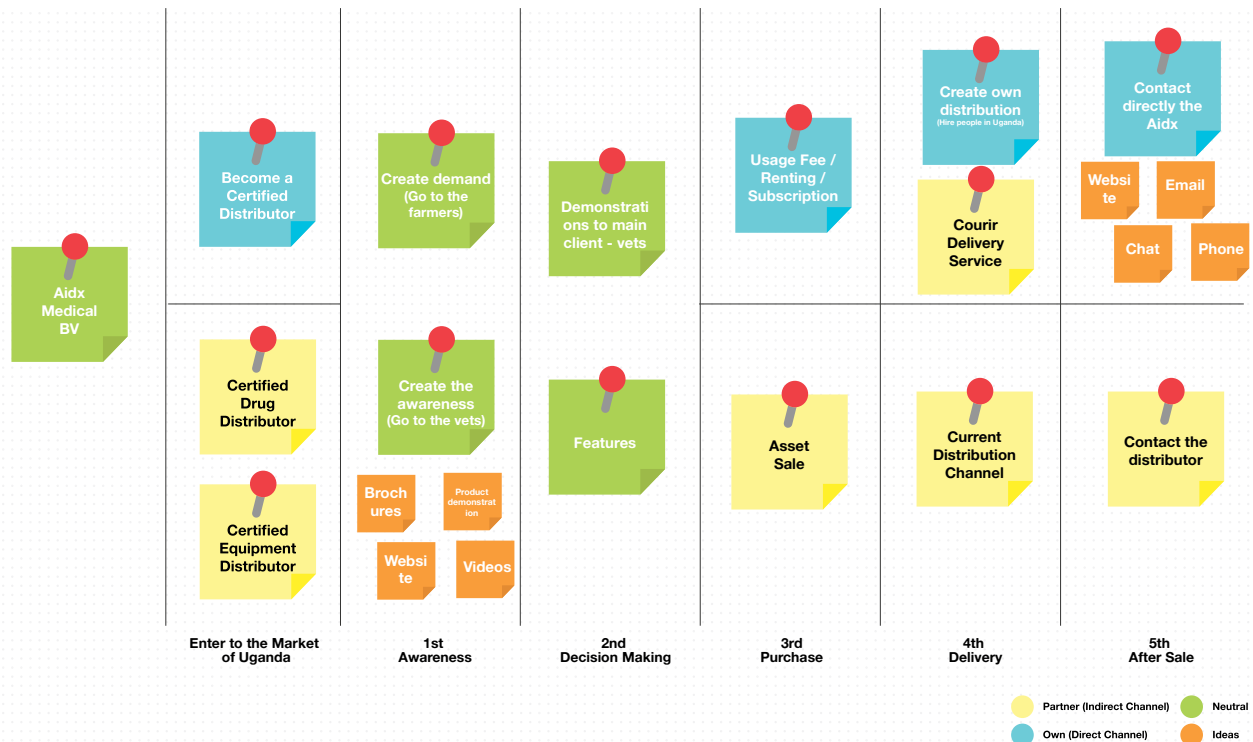 Aidx
Medical
BV
Become a
Certified
Distributor
Certified
Drug
Distributor
Certified
Equipment
Distributor
Enter to the Market
of Uganda
Create demand
(Go to the
farmers)
Create the
awareness
(Go to the vets)
Broch
ures
Product
demonstrat
ion
Websi
te
Videos
1st
Awareness
Demonstrati
ons to main
client - vets
Features
2nd
Decision Making
Usage Fee /
Renting /
Subscription
Asset
Sale
3rd
Purchase
Create own
distribution
(Hire people in Uganda)
Courir
Delivery
Service
Current
Distribution
Channel
4th
Delivery
Contact
directly the
Aidx
Websi
te
Email
Chat
Phone
Contact the
distributor
5th
After Sale
Partner (Indirect Channel)
Neutral
Own (Direct Channel)
Ideas